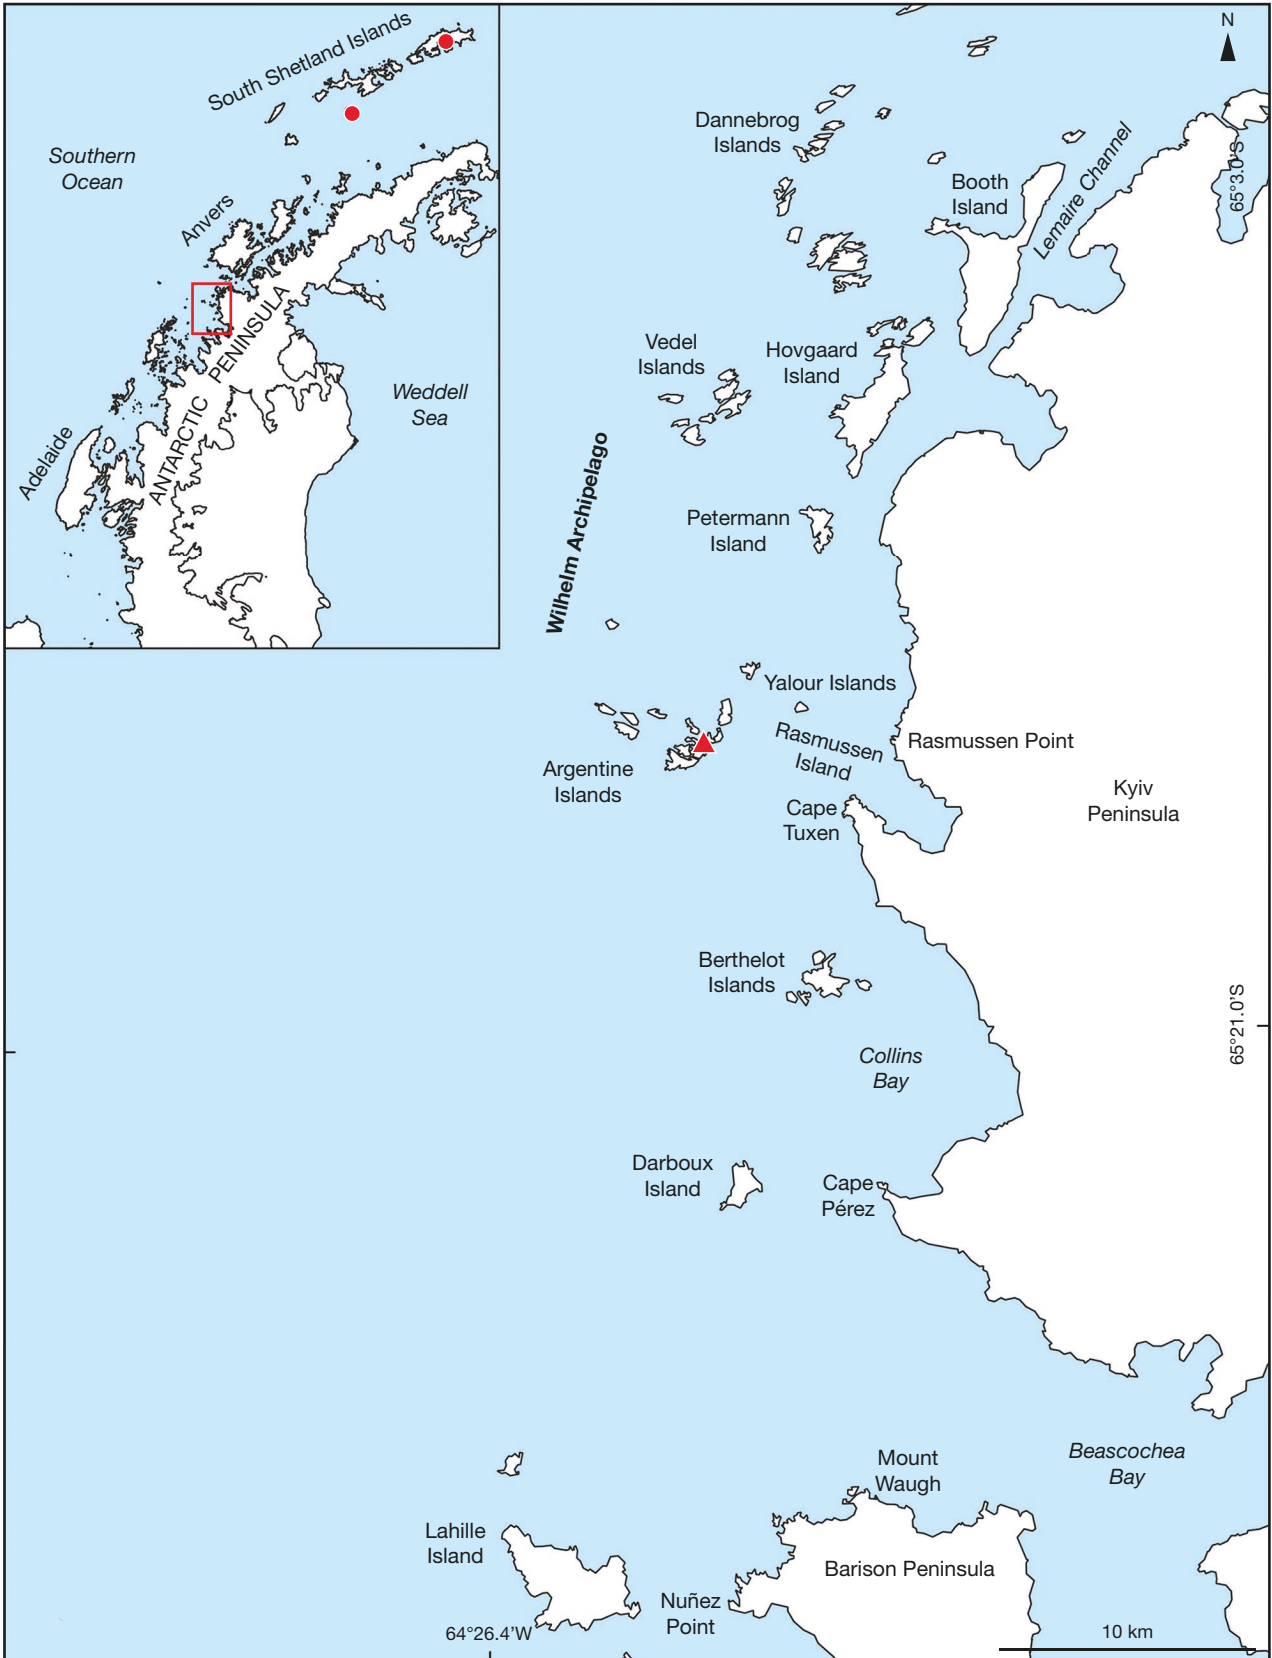 South Shetland Islands
Southern
Ocean
Anvers
ANTARCTIC PENINSULA
Weddell
Sea
Adelaide
N
Dannebrog
Islands
Booth
Island
Lemaire Channel
65°3.0'S
Vedel
Islands
Hovgaard
Island
Wilhelm Archipelago
Petermann
Island
Yalour Islands
Rasmussen
Island
Rasmussen Point
Argentine
Islands
Cape
Tuxen
Kyiv
Peninsula
Berthelot
Islands
65°21.0'S
Collins
Bay
Darboux
Island
Cape
Pérez
Mount
Waugh
Beascochea
Bay
Lahille
Island
Barison Peninsula
Nuñez
Point
64°26.4'W
10 km